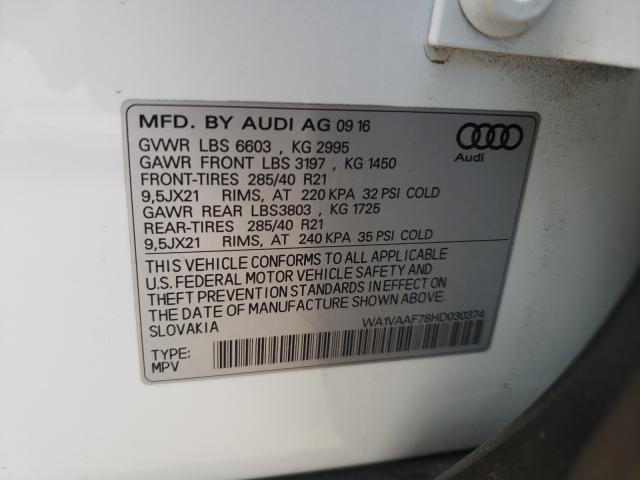 MFD. BY AUDI AG 09 16
GVWR LBS 6603 , KG 2995
GAWR FRONT LBS 3197 , KG 1450
FRONT-TIRES 285/40 R21
9,5JX21 RIMS, AT 220 KPA 32 PSI COLD
GAWR REAR LBS3803 , KG 1725
REAR-TIRES 285/40 R21
9,5JX21 RIMS, AT 240 KPA 35 PSI COLD
Audi
THIS VEHICLE CONFORMS TO ALL APPLICABLE
U.S. FEDERAL MOTOR VEHICLE SAFETY AND
THEFT PREVENTION STANDARDS IN EFFECT ON
THE DATE OF MANUFACTURE SHOWN ABOVE.
SLOVAKIA
WA1VAAF78HD030374
TYPE:
MPV